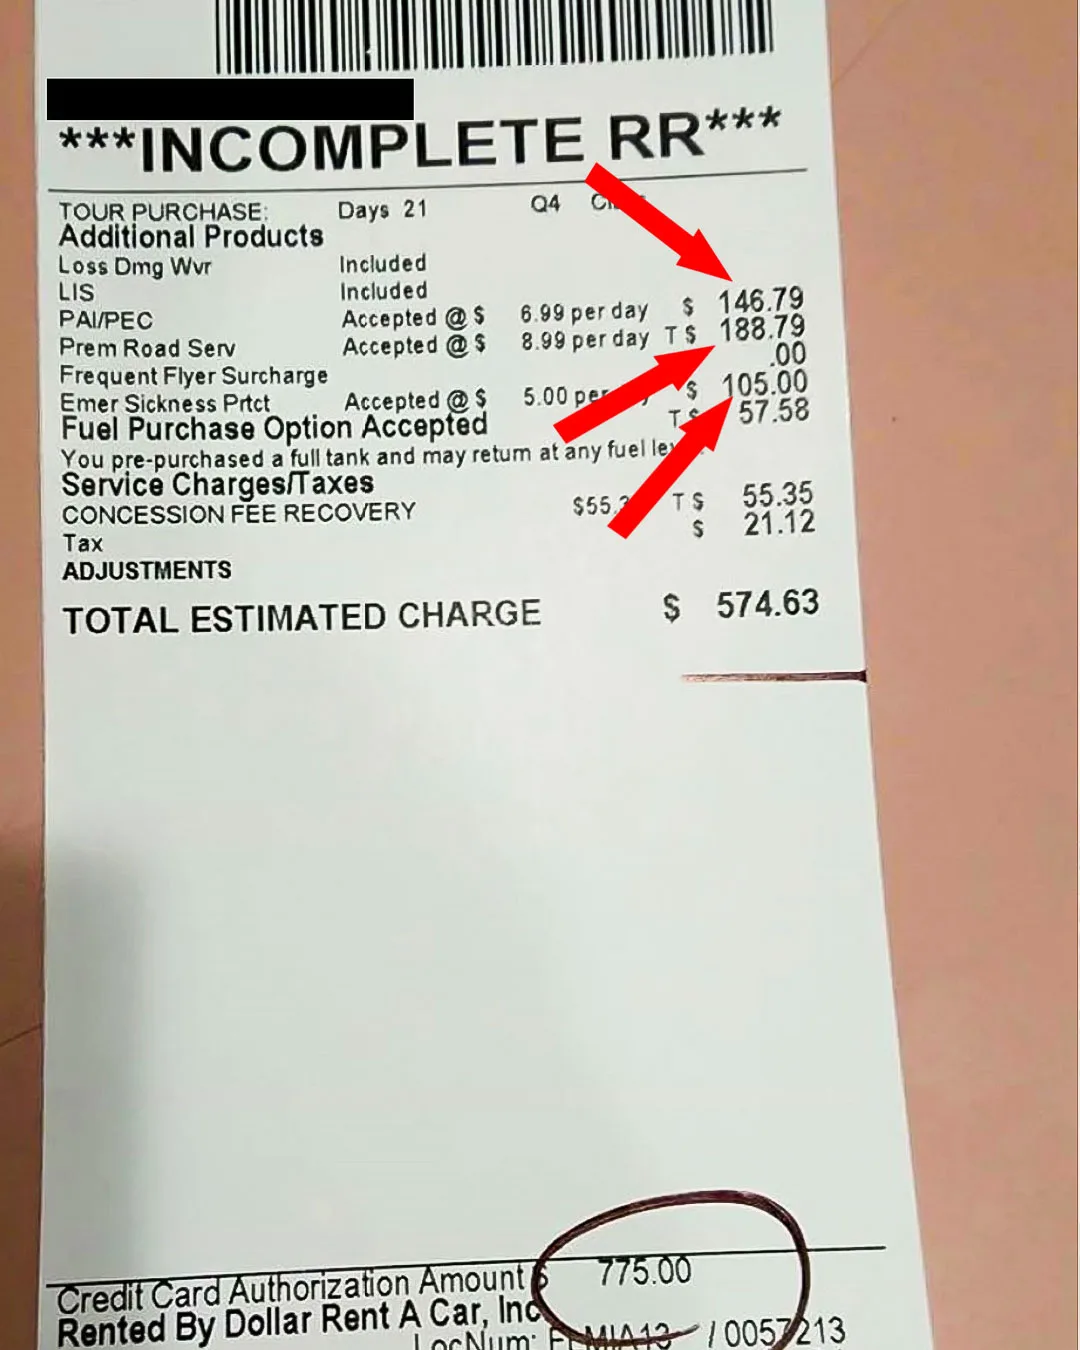 ***INCOMPLETE RR***
TOUR PURCHASE: Days 21 Q4
Additional Products
Loss Dmg Wvr Included
LIS Included
PAI/PEC Accepted @ $ 6.99 per day $ 146.79
Prem Road Serv Accepted @ $ 8.99 per day T $ 188.79
Frequent Flyer Surcharge .00
Emer Sickness Prtct Accepted @ $ 5.00 per $ 105.00
Fuel Purchase Option Accepted T $ 57.58
You pre-purchased a full tank and may return at any fuel
Service Charges/Taxes
CONCESSION FEE RECOVERY T $ 55.35
Tax $ 21.12
ADJUSTMENTS
TOTAL ESTIMATED CHARGE $ 574.63
Credit Card Authorization Amount $ 775.00
Rented By Dollar Rent A Car, Inc
LocNum: / 0057213